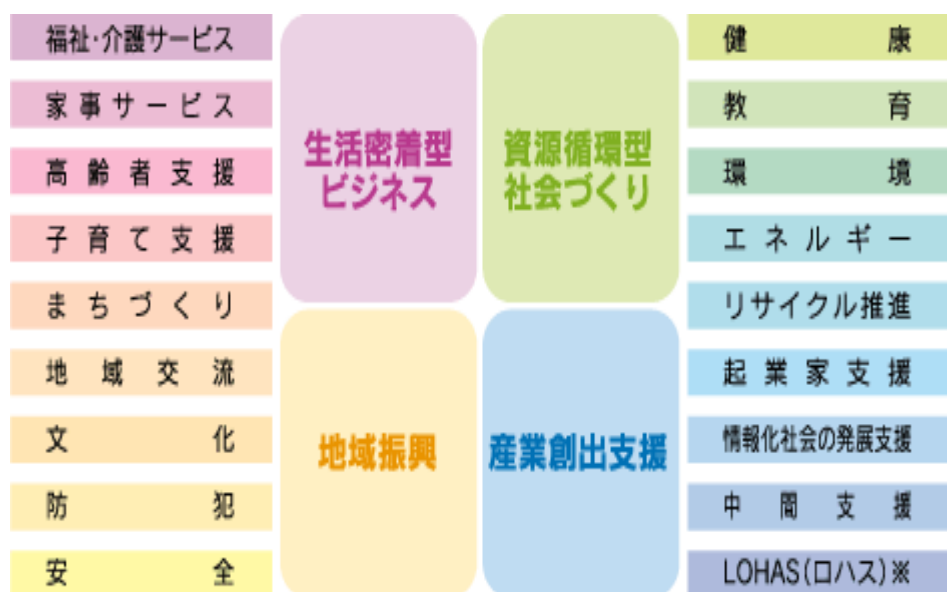 福祉・介護サービス
家事サービス
高齢者支援
子育て支援
まちづくり
地域交流
文化
防犯
安全
生活密着型
ビジネス
資源循環型
社会づくり
地域振興
産業創出支援
健康
教育
環境
エネルギー
リサイクル推進
起業家支援
情報化社会の発展支援
中間支援
LOHAS(ロハス)※